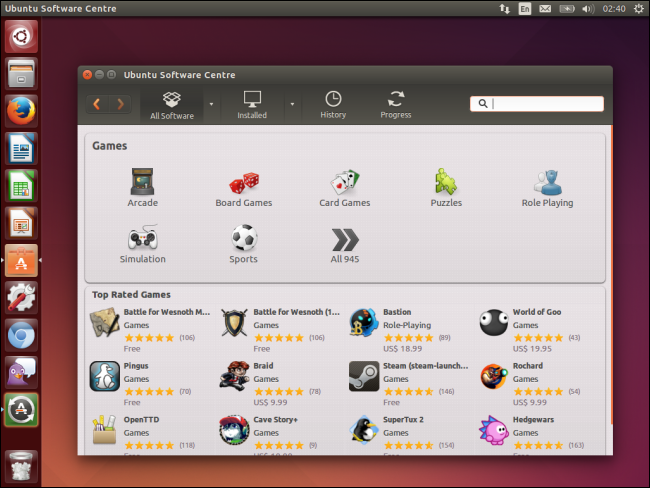 Ubuntu Software Centre
En
02:40
Ubuntu Software Centre
All Software
Installed
History
Progress
Games
Arcade
Board Games
Card Games
Puzzles
Role Playing
Simulation
Sports
All 945
Top Rated Games
Battle for Wesnoth M...
Games
(106)
Free
Battle for Wesnoth (1...
Games
(106)
Free
Bastion
Role-Playing
(89)
US$ 18.99
World of Goo
Games
(43)
US$ 19.95
Pingus
Games
(70)
Free
Braid
Games
(78)
US$ 9.99
Steam (steam-launch...
Games
(146)
Free
Rochard
Games
(54)
US$ 9.99
OpenTTD
Games
(118)
Free
Cave Story+
Games
(9)
SuperTux 2
Games
(154)
Free
Hedgewars
Games
(163)
Free